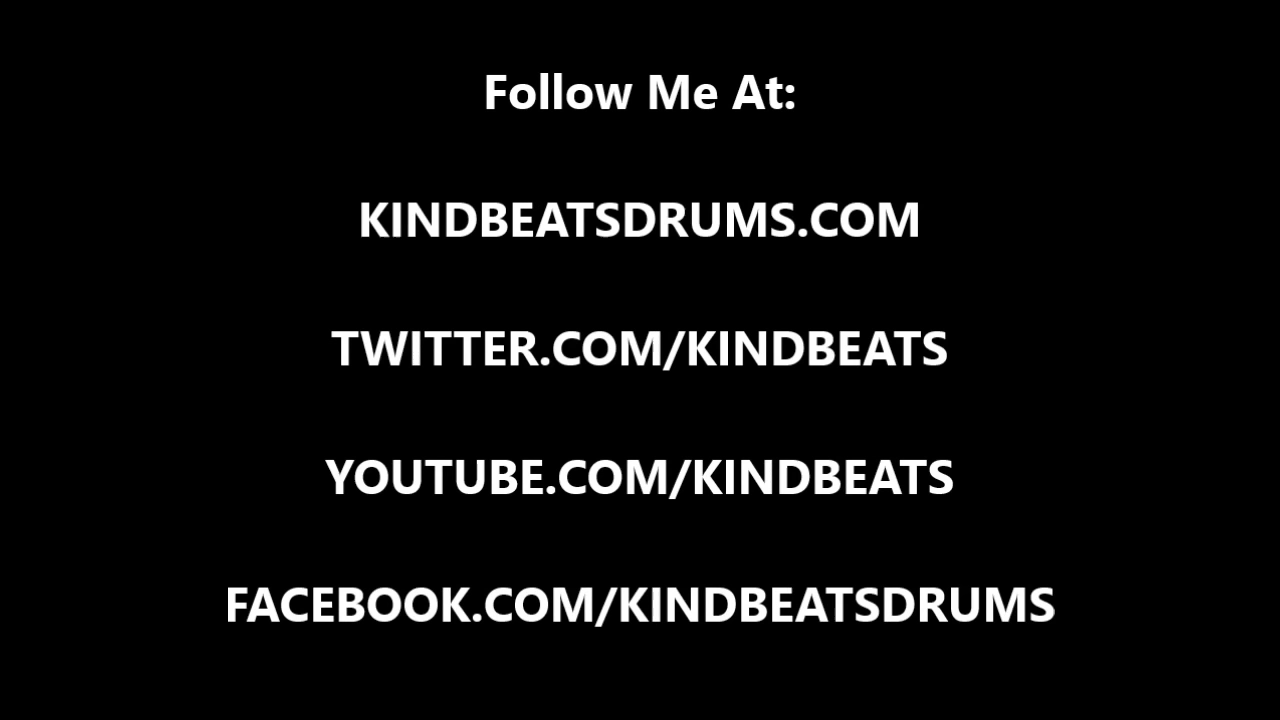 Follow Me At:
KINDBEATSDRUMS.COM
TWITTER.COM/KINDBEATS
YOUTUBE.COM/KINDBEATS
FACEBOOK.COM/KINDBEATSDRUMS